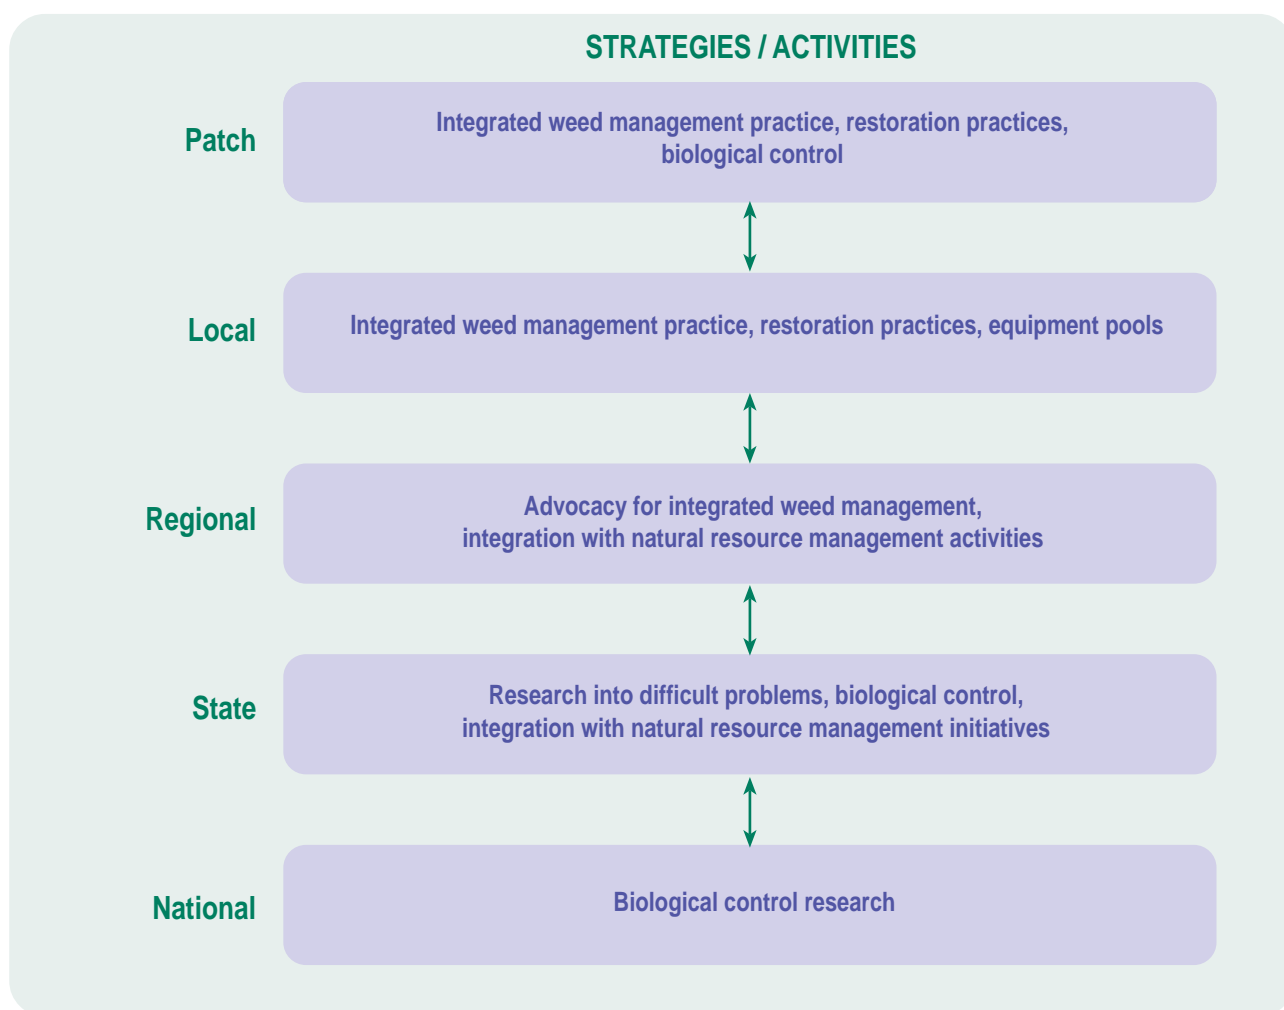 STRATEGIES / ACTIVITIES
Patch
Integrated weed management practice, restoration practices,
biological control
Local
Integrated weed management practice, restoration practices, equipment pools
Regional
Advocacy for integrated weed management,
integration with natural resource management activities
State
Research into difficult problems, biological control,
integration with natural resource management initiatives
National
Biological control research